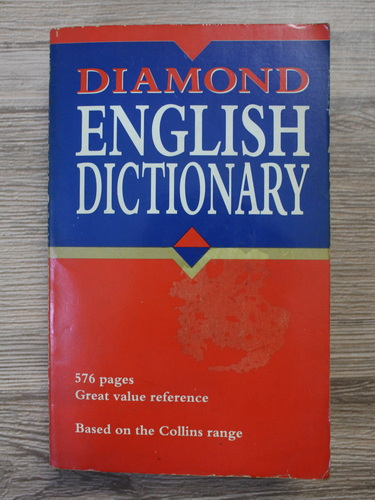 DIAMOND
ENGLISH
DICTIONARY
576 pages
Great value reference
Based on the Collins range